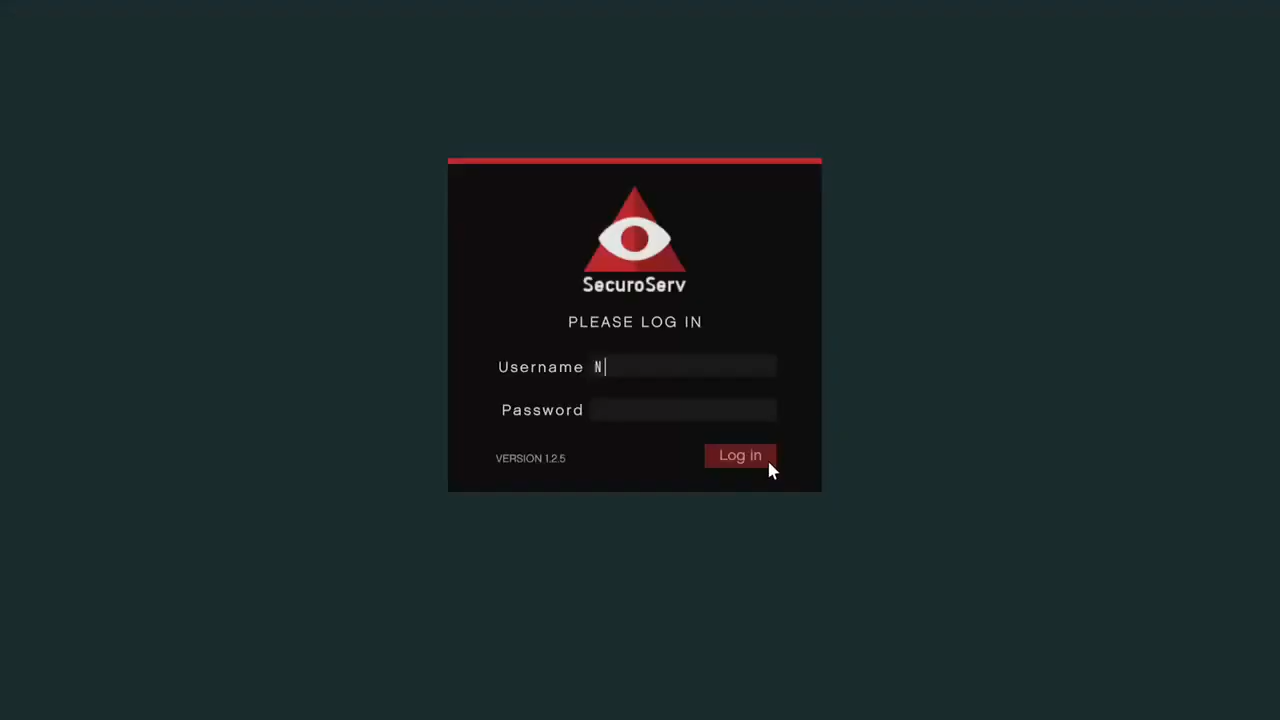 SecuroServ
PLEASE LOG IN
Username N
Password
VERSION 1.2.5 Log in